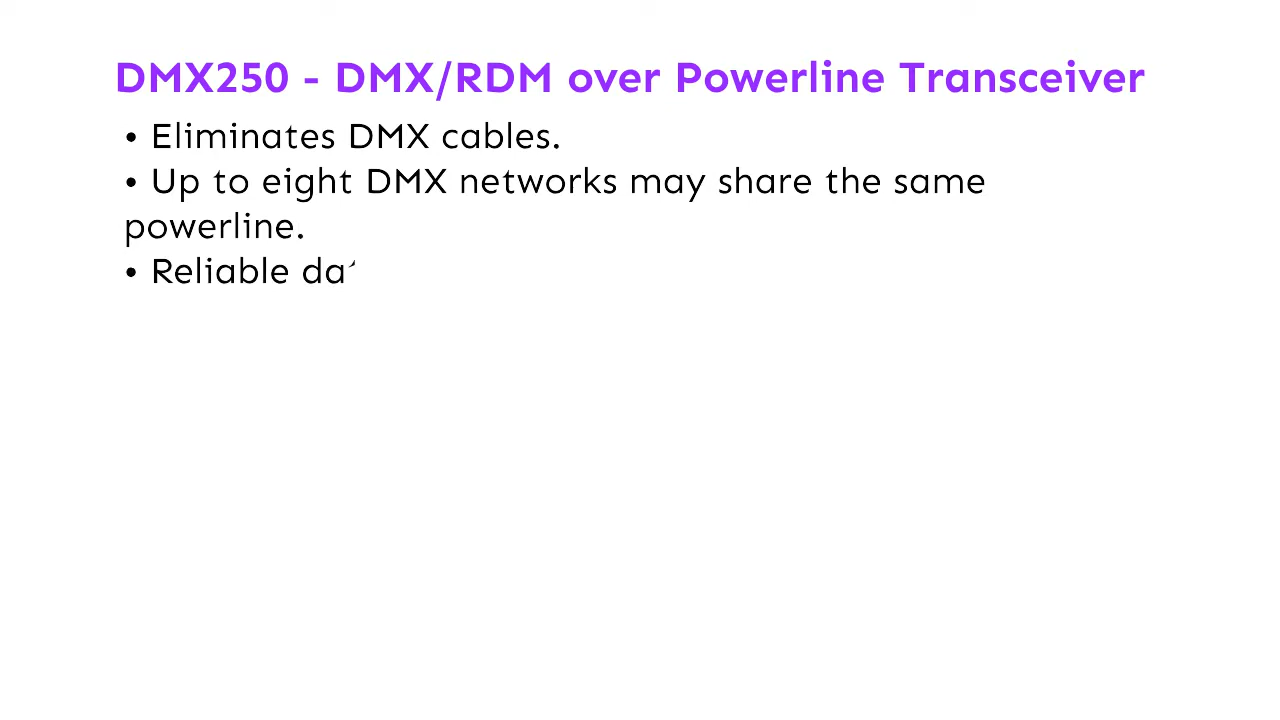 DMX250 - DMX/RDM over Powerline Transceiver
• Eliminates DMX cables.
• Up to eight DMX networks may share the same
powerline.
• Reliable